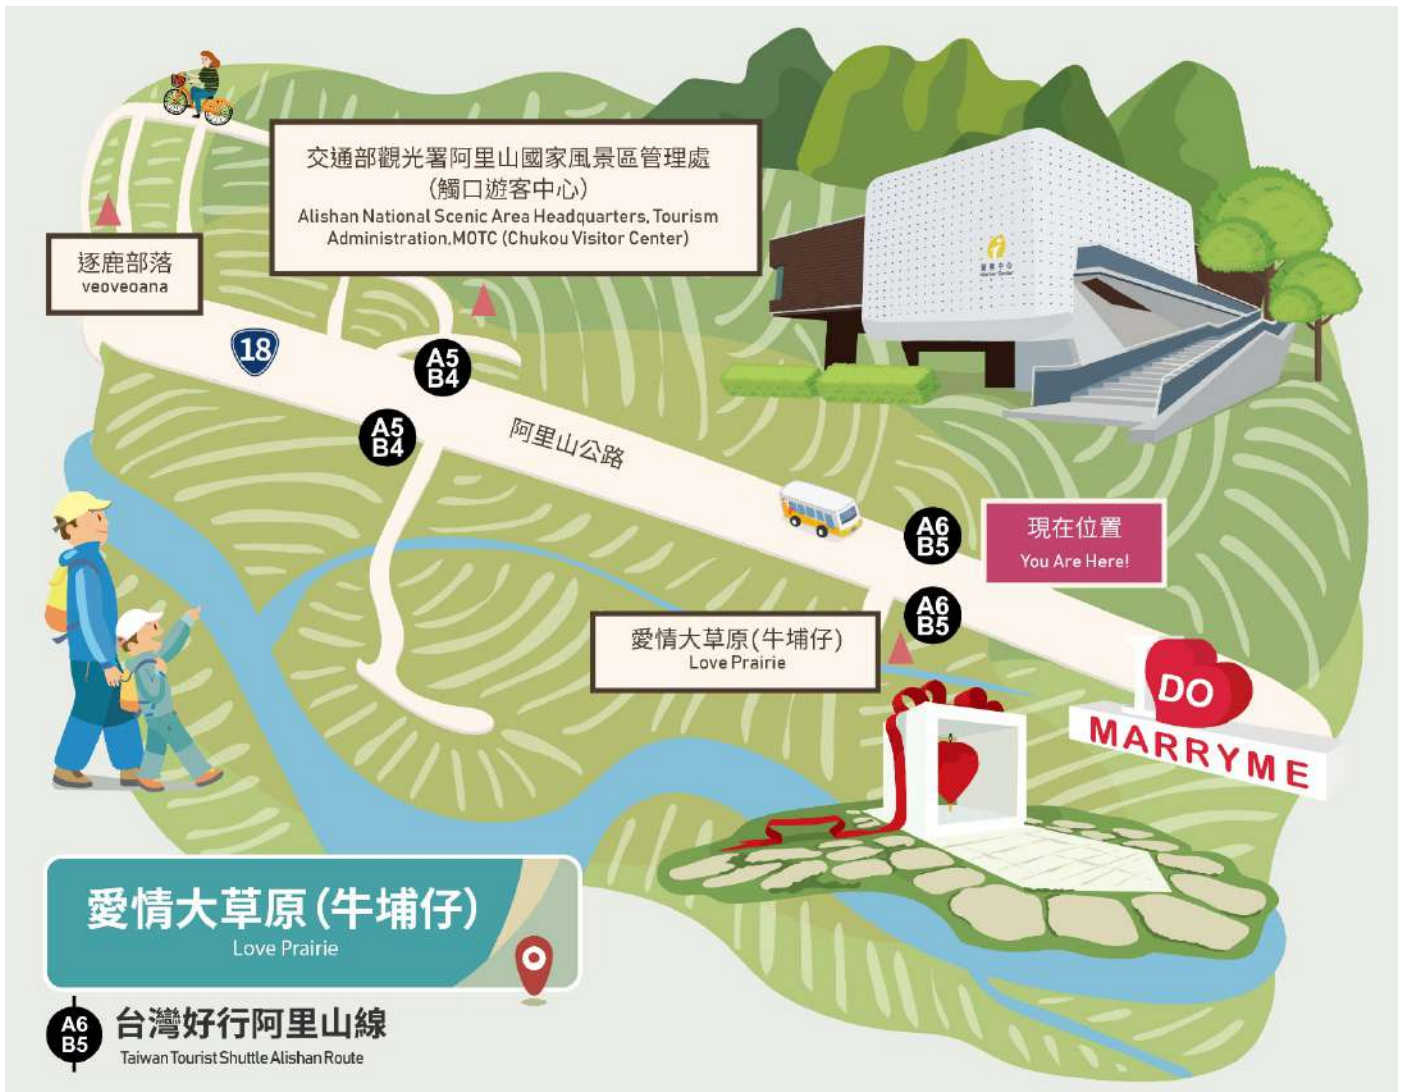 交通部觀光署阿里山國家風景區管理處
(觸口遊客中心)
Alishan National Scenic Area Headquarters, Tourism
Administration,MOTC (Chukou Visitor Center)
逐鹿部落
veoveoana
18
A5
B4
A5
B4
阿里山公路
A6
B5
現在位置
You Are Here!
A6
B5
愛情大草原(牛埔仔)
Love Prairie
I DO
MARRYME
愛情大草原(牛埔仔)
Love Prairie
A6
B5
台灣好行阿里山線
Taiwan Tourist Shuttle Alishan Route